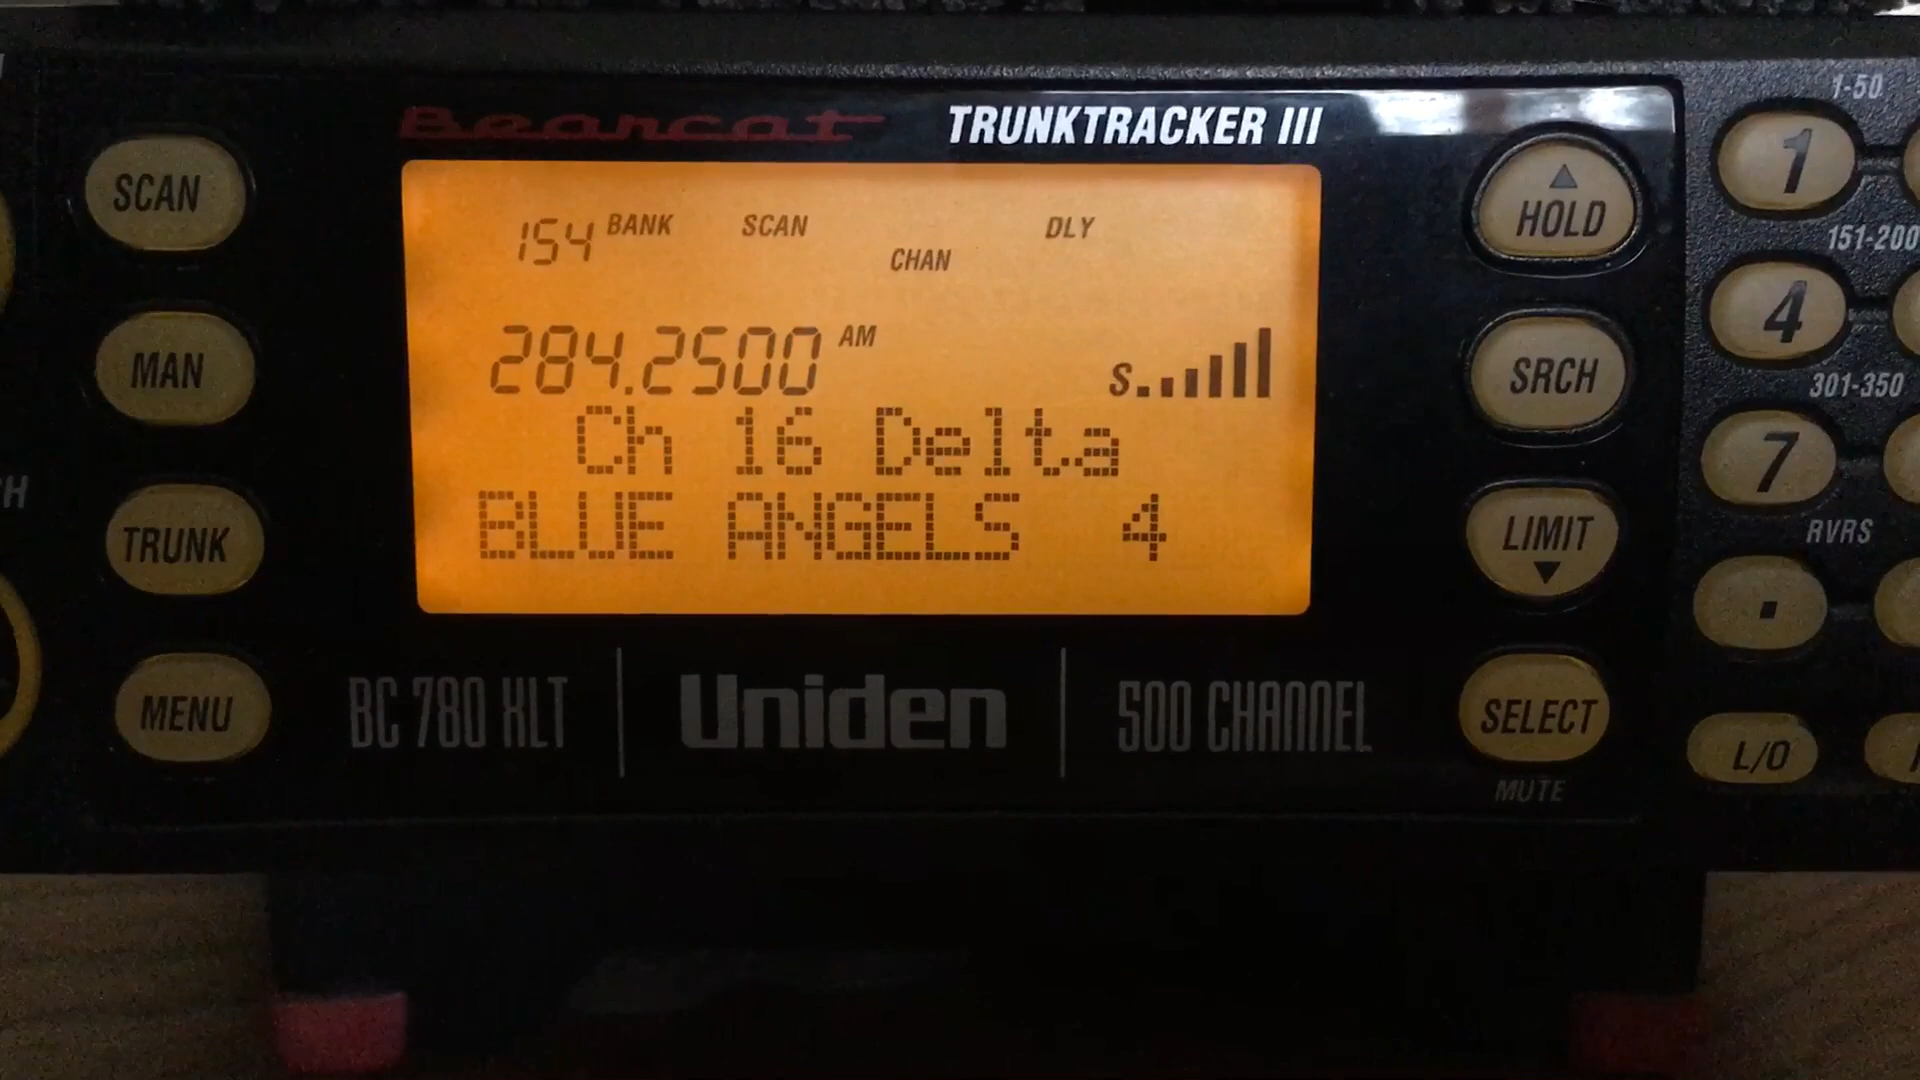 Bearcat TRUNKTRACKER III
154 BANK SCAN DLY
CHAN
284.2500 AM S
Ch 16 Delta
BLUE ANGELS 4
BC 780 XLT Uniden 500 CHANNEL
SCAN
MAN
TRUNK
MENU
HOLD
SRCH
LIMIT
SELECT
MUTE
1-50
1
151-200
4
301-350
7
RVRS
.
L/O